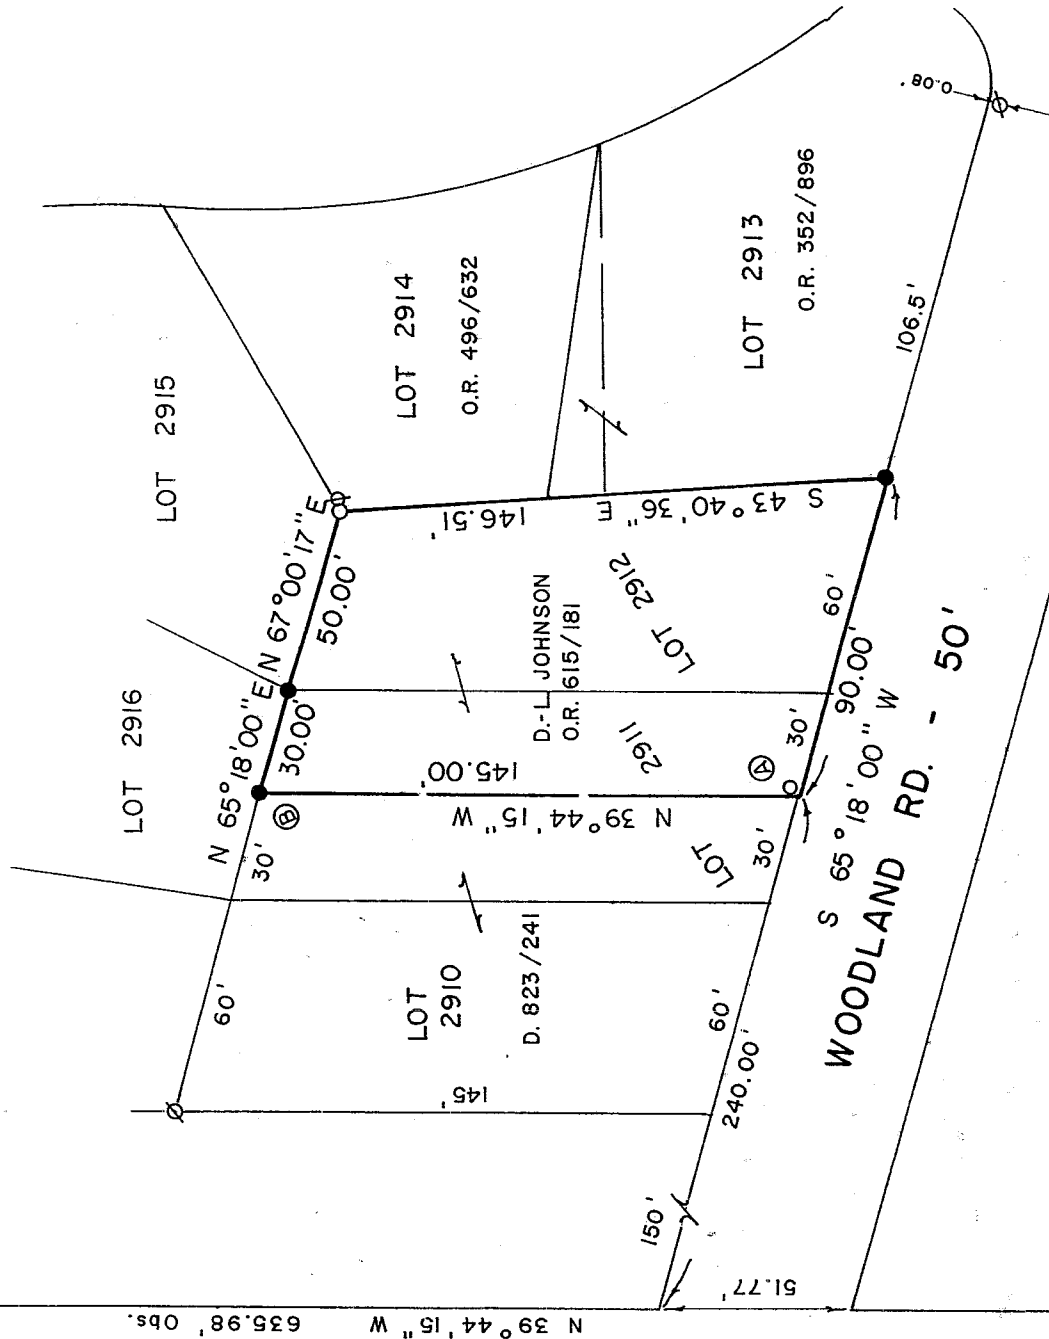 LOT 2915
LOT 2916
LOT 2914
O.R. 496/632
LOT 2913
O.R. 352/896
0.08'
106.5'
N 67°00'17" E
50.00'
N 65°18'00" E
30.00'
S 43°40'36" E
146.51'
D.-L. JOHNSON
O.R. 615/181
LOT 2912
LOT 2911
N 39°44'15" W
145.00'
B
A
30'
30'
30'
60'
90.00'
S 65°18'00" W
LOT
2910
D. 823/241
60'
60'
145'
240.00'
150'
51.77'
WOODLAND RD. - 50'
N 39°44'15" W 635.98' Obs.